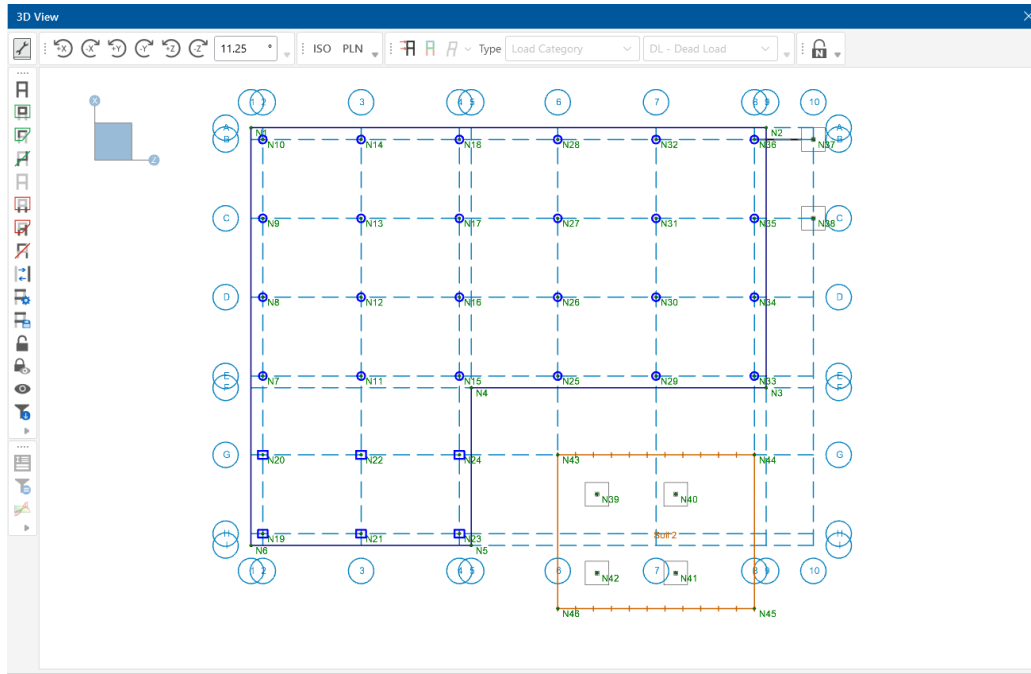 3D View
+X -X +Y -Y +Z -Z 11.25 ° ISO PLN Type Load Category DL - Dead Load N
X
Z
1 2 3 4 5 6 7 8 9 10
A N1 N2 A
B N10 N14 N18 N28 N32 N36 N37 B
C N9 N13 N17 N27 N31 N35 N38 C
D N8 N12 N16 N26 N30 N34 D
E N7 N11 N15 N25 N29 N33 E
F N4 N3 F
G N20 N22 N24 N43 N44 G
N39 N40
H N19 N21 N23 Soil 2 H
I N6 N5 I
1 2 3 4 5 6 7 8 9 10
N42 N41
N46 N45